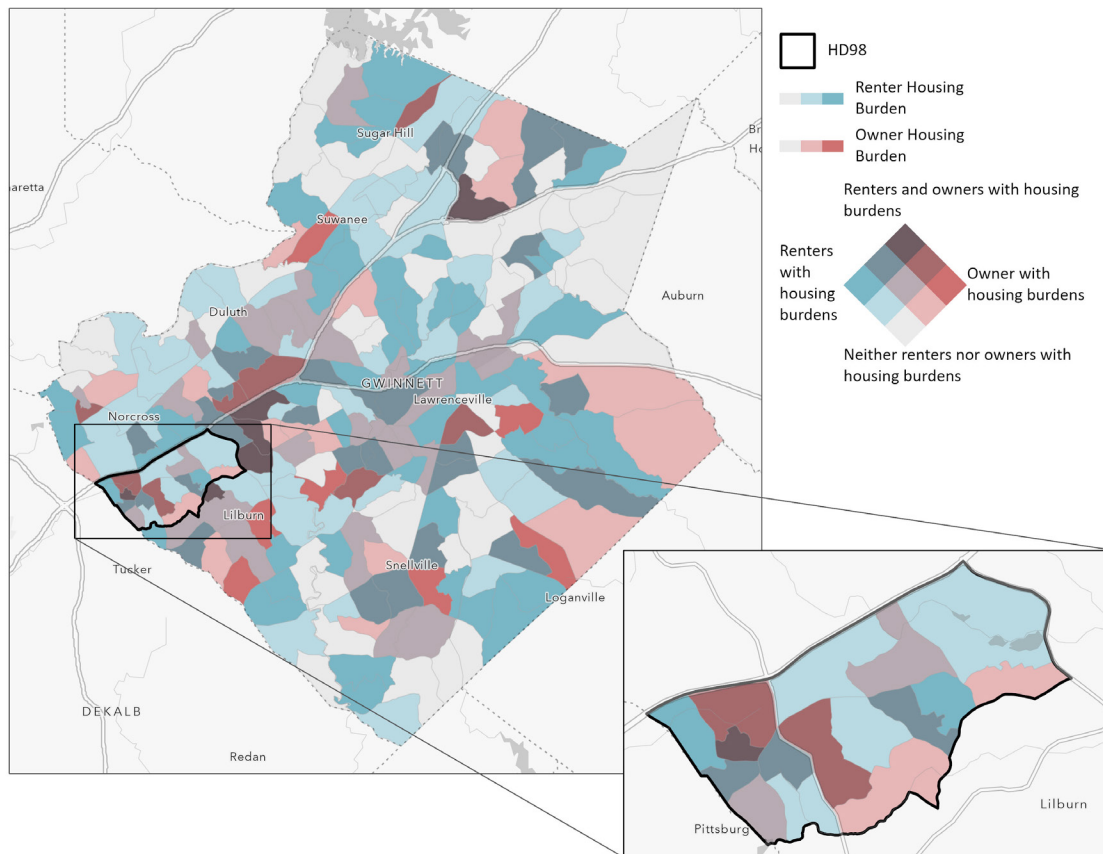 HD98
Renter Housing
Burden
Owner Housing
Burden
Renters and owners with housing
burdens
Renters
with
housing
burdens
Owner with
housing burdens
Neither renters nor owners with
housing burdens
Sugar Hill
Suwanee
Duluth
Auburn
GWINNETT
Lawrenceville
Norcross
Lilburn
Tucker
Snellville
Loganville
DEKALB
Redan
Pittsburg
Lilburn